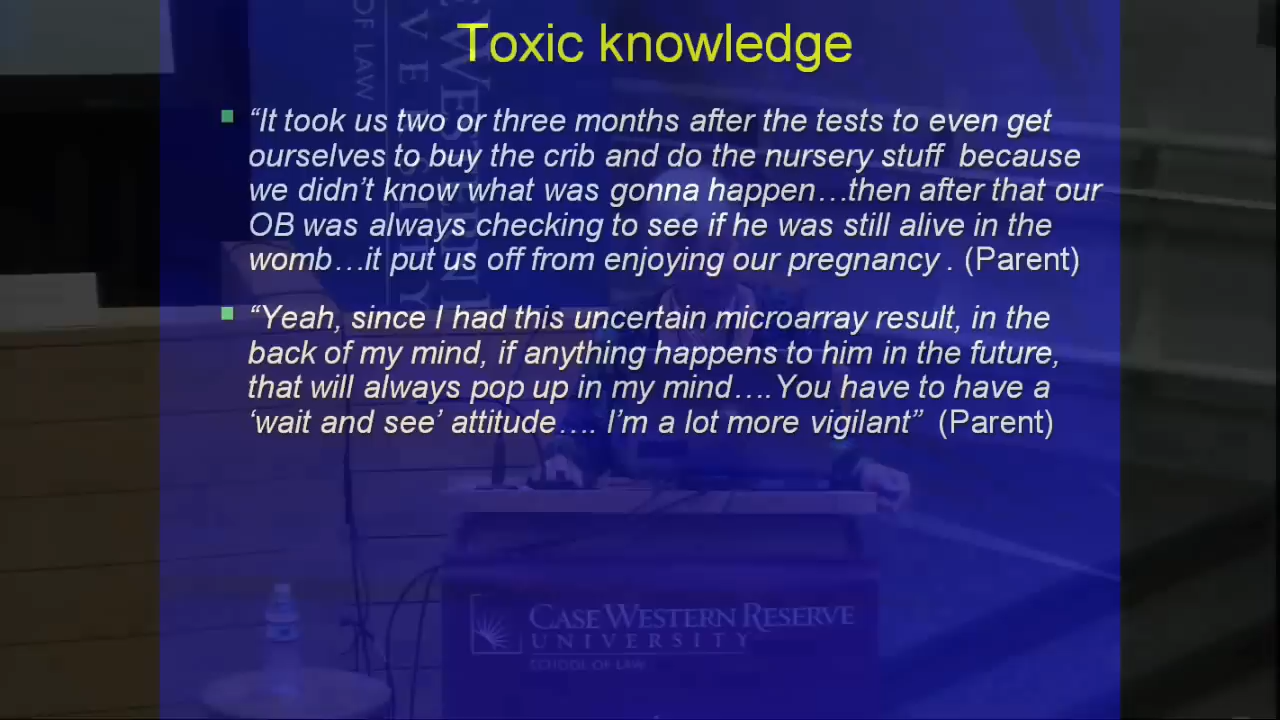 Toxic knowledge
“It took us two or three months after the tests to even get
ourselves to buy the crib and do the nursery stuff because
we didn’t know what was gonna happen…then after that our
OB was always checking to see if he was still alive in the
womb…it put us off from enjoying our pregnancy . (Parent)
“Yeah, since I had this uncertain microarray result, in the
back of my mind, if anything happens to him in the future,
that will always pop up in my mind….You have to have a
‘wait and see’ attitude…. I’m a lot more vigilant” (Parent)
OF LAW
CASE WESTERN RESERVE
UNIVERSITY
SCHOOL OF LAW